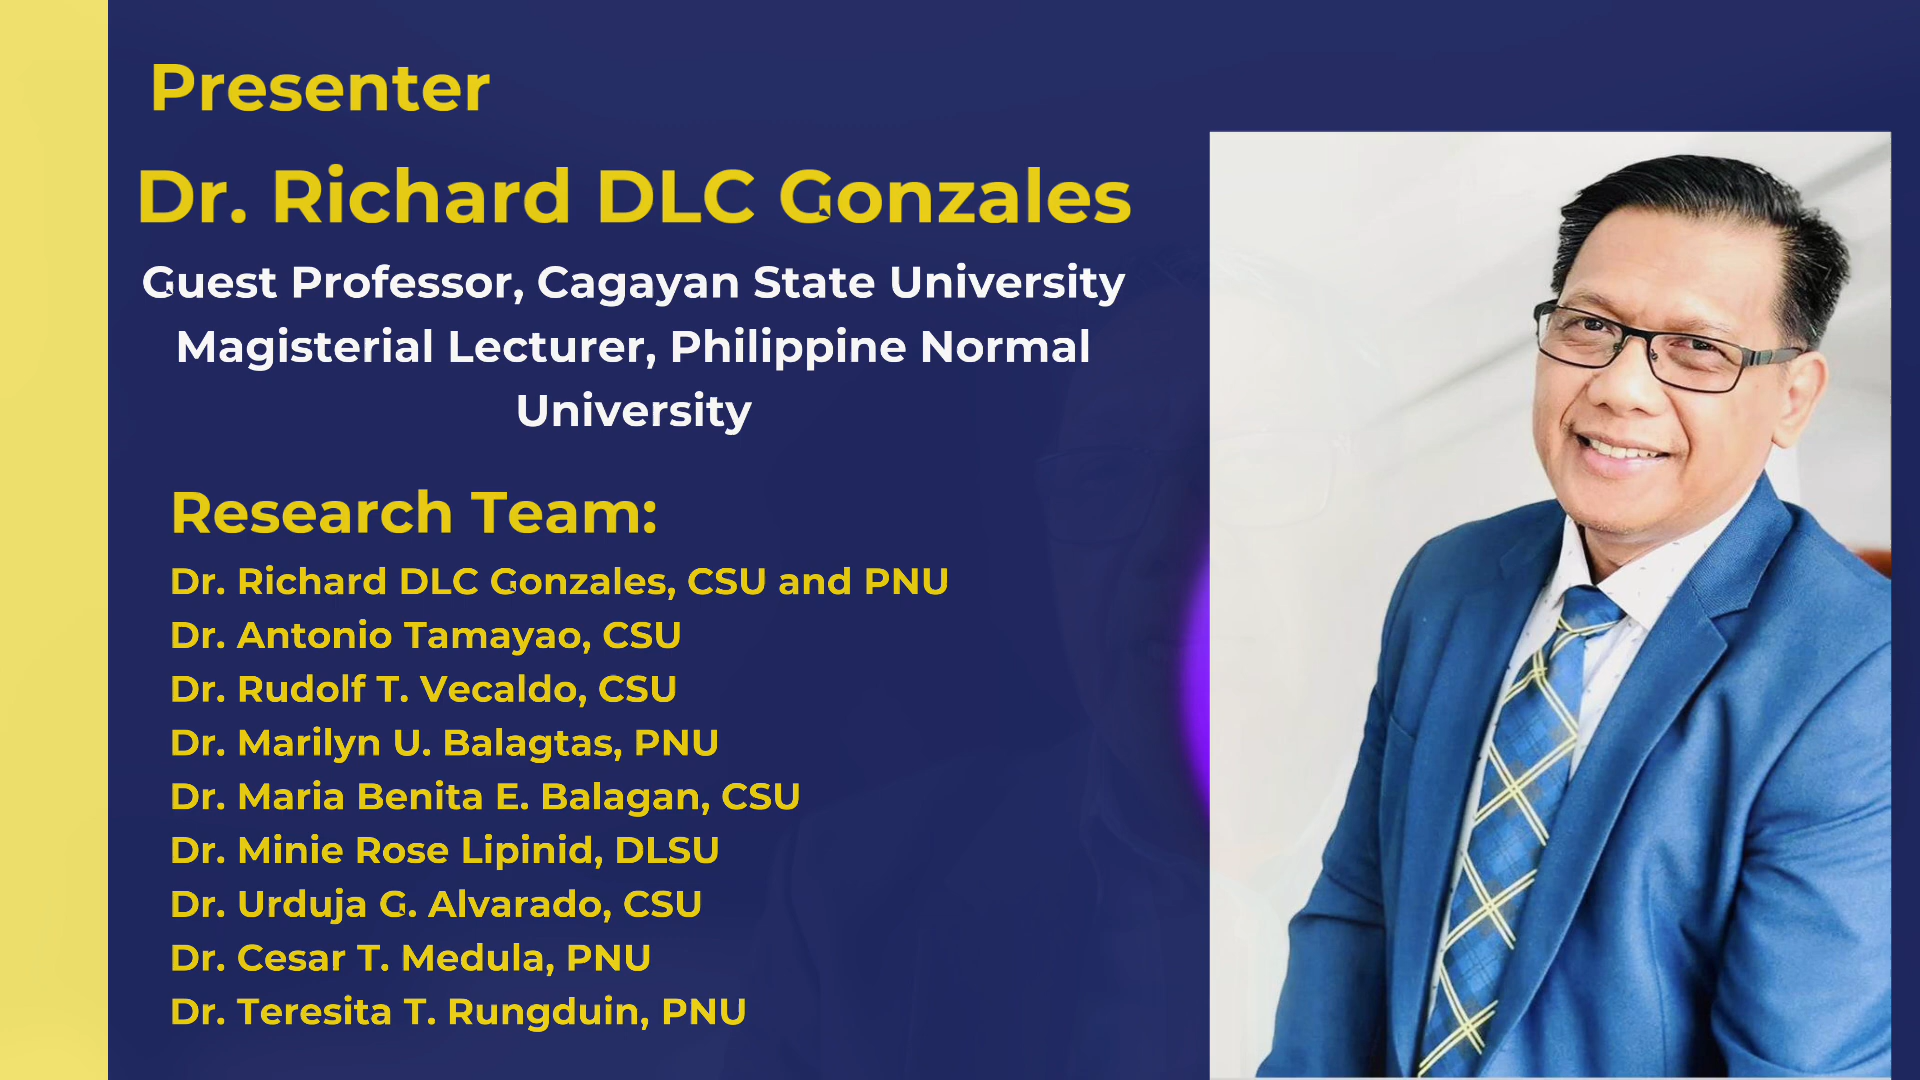 Presenter
Dr. Richard DLC Gonzales
Guest Professor, Cagayan State University
Magisterial Lecturer, Philippine Normal
University
Research Team:
Dr. Richard DLC Gonzales, CSU and PNU
Dr. Antonio Tamayao, CSU
Dr. Rudolf T. Vecaldo, CSU
Dr. Marilyn U. Balagtas, PNU
Dr. Maria Benita E. Balagan, CSU
Dr. Minie Rose Lipinid, DLSU
Dr. Urduja G. Alvarado, CSU
Dr. Cesar T. Medula, PNU
Dr. Teresita T. Rungduin, PNU